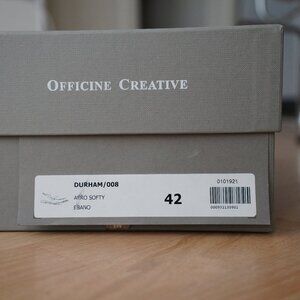 OFFICINE CREATIVE
DURHAM/008
AERO SOFTY
EBANO
42
0101921